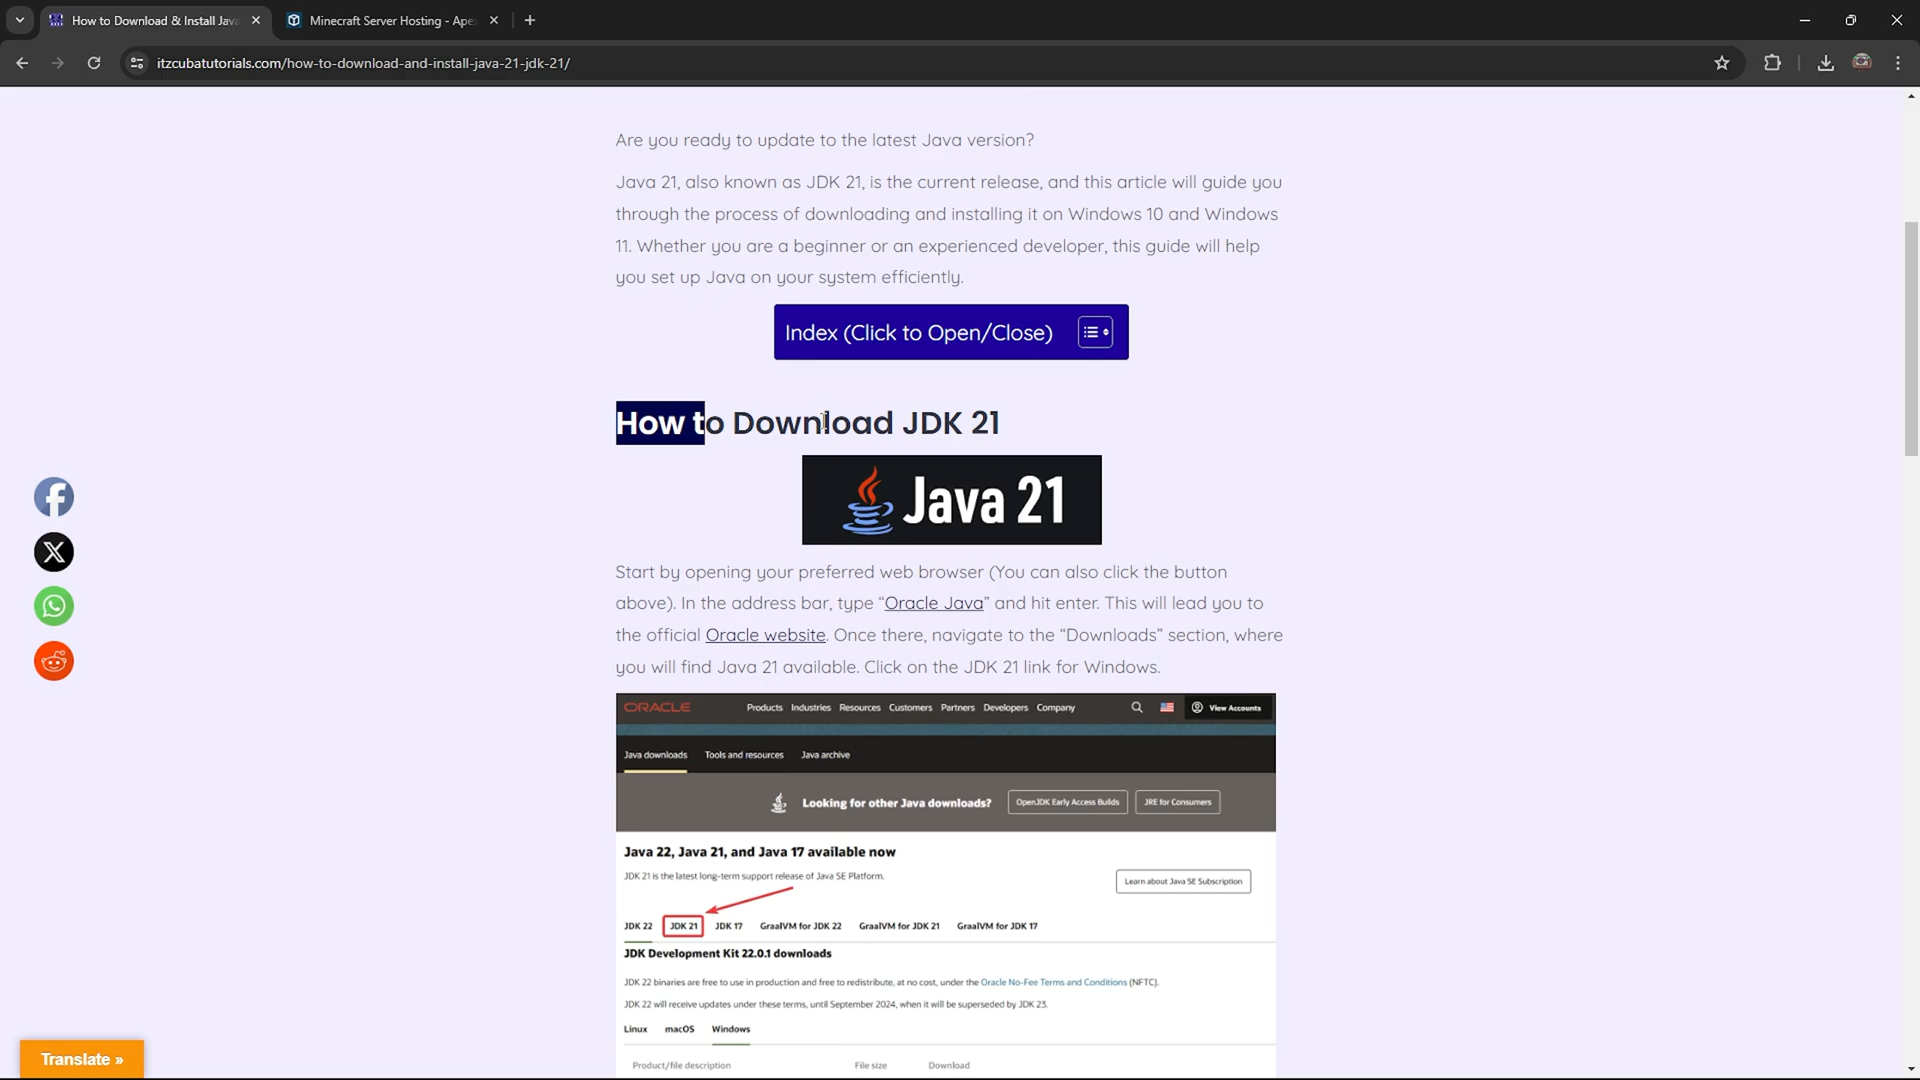 How to Download & Install Java
Minecraft Server Hosting - Ape
itzcubatutorials.com/how-to-download-and-install-java-21-jdk-21/
Are you ready to update to the latest Java version?
Java 21, also known as JDK 21, is the current release, and this article will guide you
through the process of downloading and installing it on Windows 10 and Windows
11. Whether you are a beginner or an experienced developer, this guide will help
you set up Java on your system efficiently.
Index (Click to Open/Close)
How to Download JDK 21
Java 21
Start by opening your preferred web browser (You can also click the button
above). In the address bar, type “Oracle Java” and hit enter. This will lead you to
the official Oracle website. Once there, navigate to the “Downloads” section, where
you will find Java 21 available. Click on the JDK 21 link for Windows.
ORACLE Products Industries Resources Customers Partners Developers Company View Accounts
Java downloads Tools and resources Java archive
Looking for other Java downloads? OpenJDK Early Access Builds JRE for Consumers
Java 22, Java 21, and Java 17 available now
JDK 21 is the latest long-term support release of Java SE Platform.
Learn about Java SE Subscription
JDK 22 JDK 21 JDK 17 GraalVM for JDK 22 GraalVM for JDK 21 GraalVM for JDK 17
JDK Development Kit 22.0.1 downloads
JDK 22 binaries are free to use in production and free to redistribute, at no cost, under the Oracle No-Fee Terms and Conditions (NFTC).
JDK 22 will receive updates under these terms, until September 2024, when it will be superseded by JDK 23.
Linux macOS Windows
Product/file description File size Download
Translate »